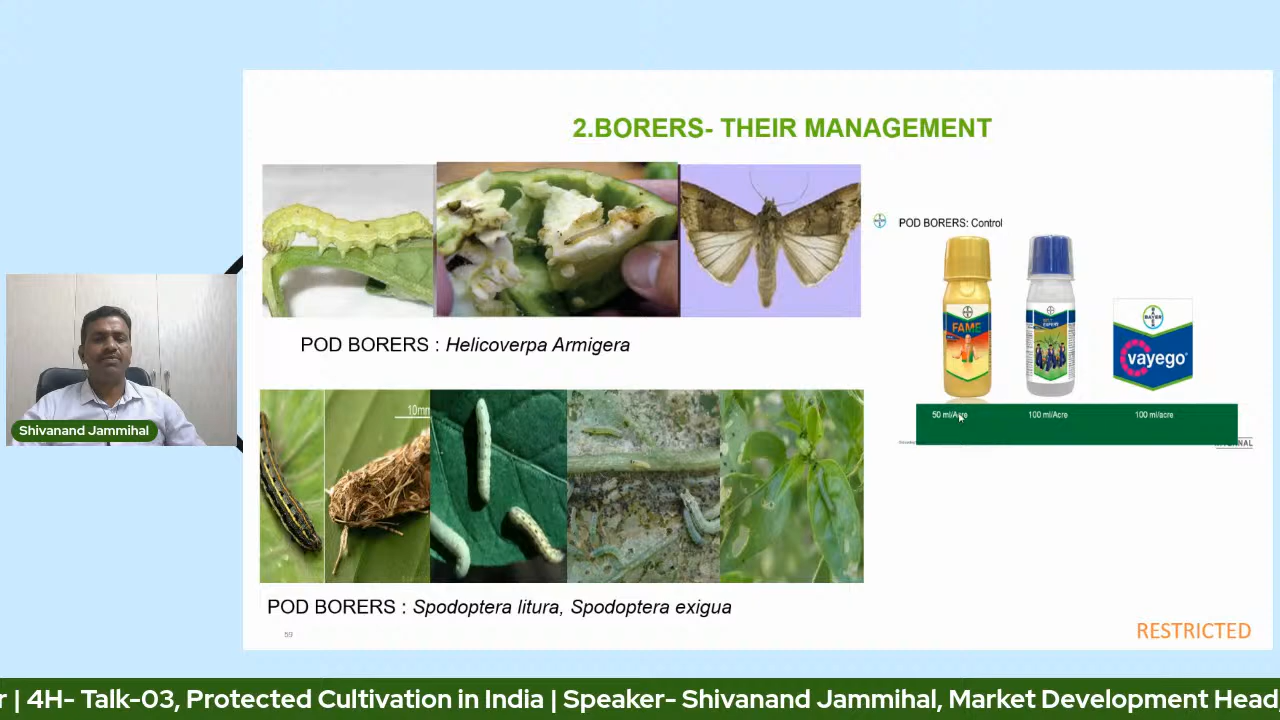 2.BORERS- THEIR MANAGEMENT
POD BORERS: Control
FAME
BAYER
vayego
POD BORERS : Helicoverpa Armigera
10mm
50 ml/Acre 100 ml/Acre 100 ml/acre
Shivanand Jammihal
POD BORERS : Spodoptera litura, Spodoptera exigua
59
RESTRICTED
r | 4H- Talk-03, Protected Cultivation in India | Speaker- Shivanand Jammihal, Market Development Head,